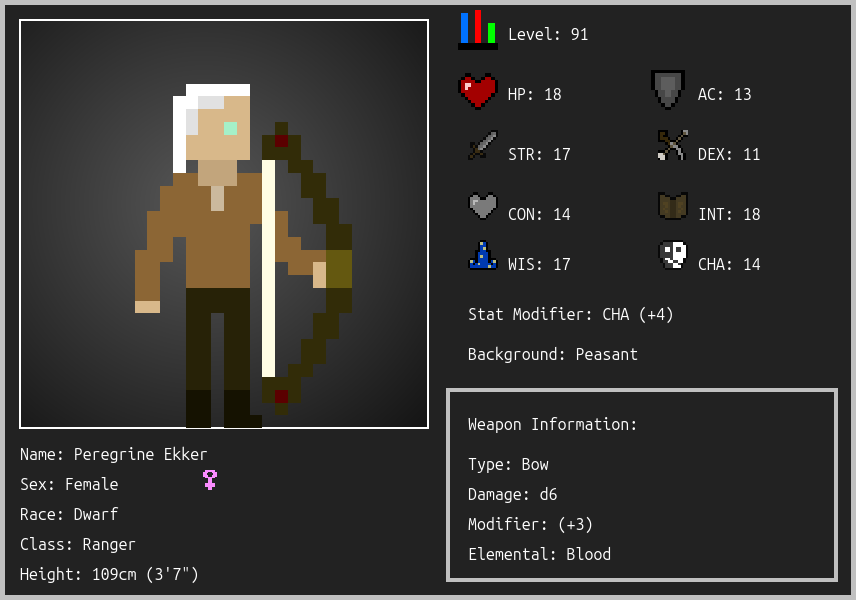 Level: 91
HP: 18
AC: 13
STR: 17
DEX: 11
CON: 14
INT: 18
WIS: 17
CHA: 14
Stat Modifier: CHA (+4)
Background: Peasant
Weapon Information:
Type: Bow
Damage: d6
Modifier: (+3)
Elemental: Blood
Name: Peregrine Ekker
Sex: Female
Race: Dwarf
Class: Ranger
Height: 109cm (3'7")